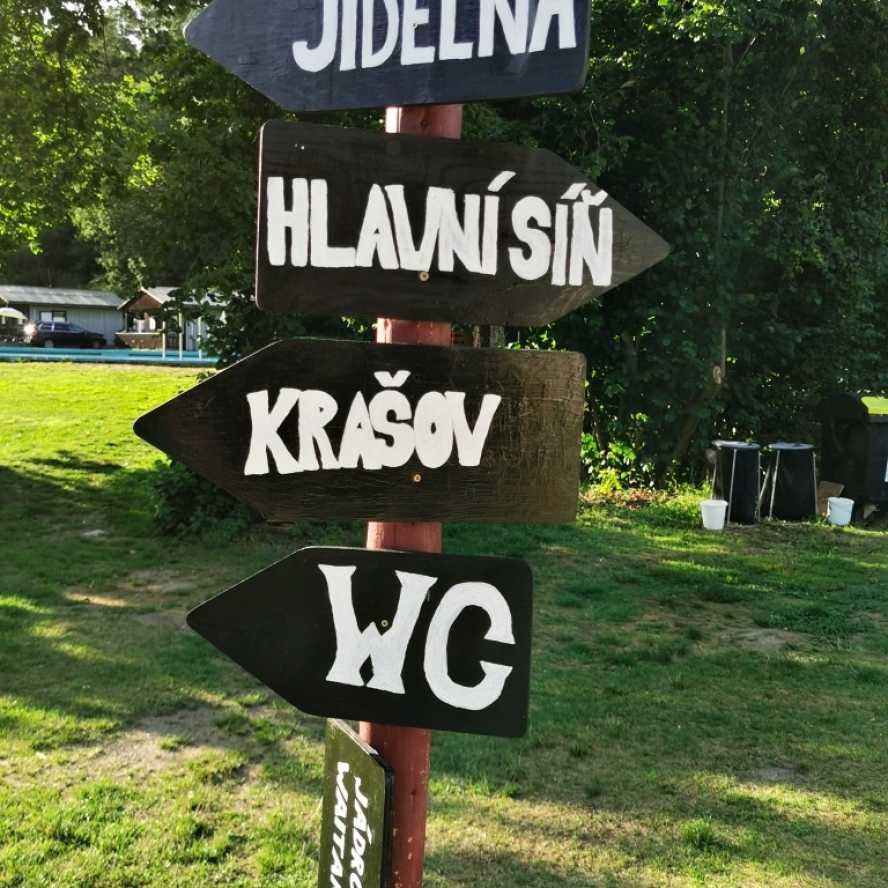 JÍDELNA
HLAVNÍ SÍŇ
KRAŠOV
WC